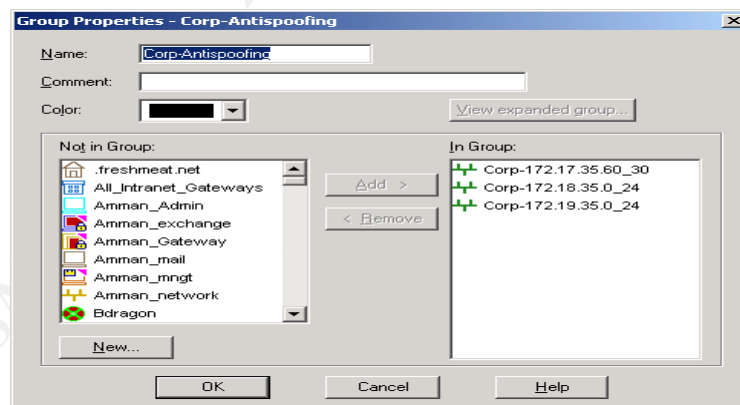 Group Properties - Corp-Antispoofing
Name: Corp-Antispoofing
Comment:
Color:
View expanded group...
Not in Group:
In Group:
.freshmeat.net
All_Intranet_Gateways
Amman_Admin
Amman_exchange
Amman_Gateway
Amman_mail
Amman_mngt
Amman_network
Bdragon
Add >
< Remove
Corp-172.17.35.60_30
Corp-172.18.35.0_24
Corp-172.19.35.0_24
New...
OK
Cancel
Help